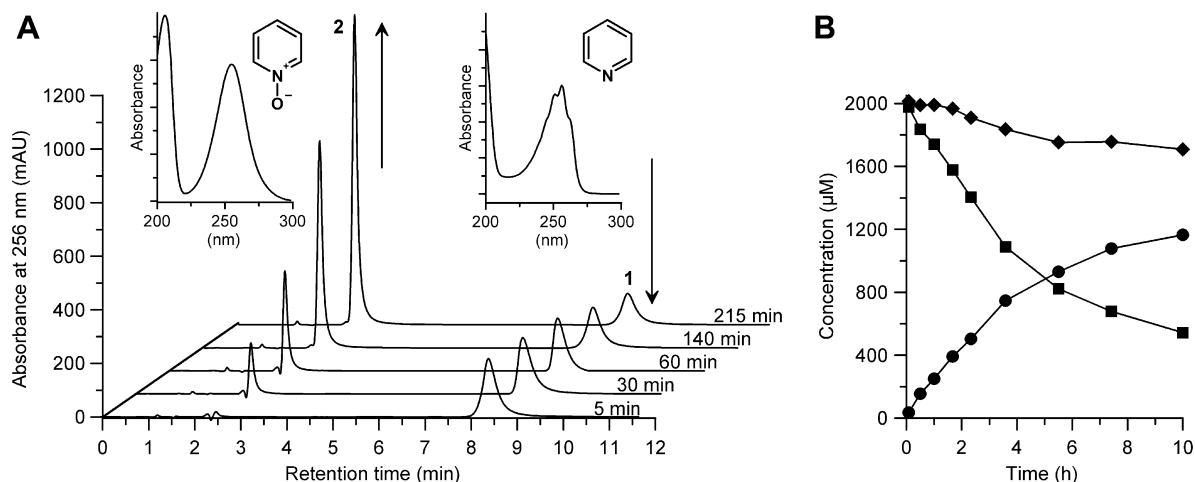 A
B
2
N
+
O
−
N
Absorbance
200
250
300
(nm)
Absorbance
200
250
300
(nm)
1
Absorbance at 256 nm (mAU)
1200
1000
800
600
400
200
0
215 min
140 min
60 min
30 min
5 min
0 1 2 3 4 5 6 7 8 9 10 11 12
Retention time (min)
Concentration (µM)
2000
1600
1200
800
400
0
0 2 4 6 8 10
Time (h)